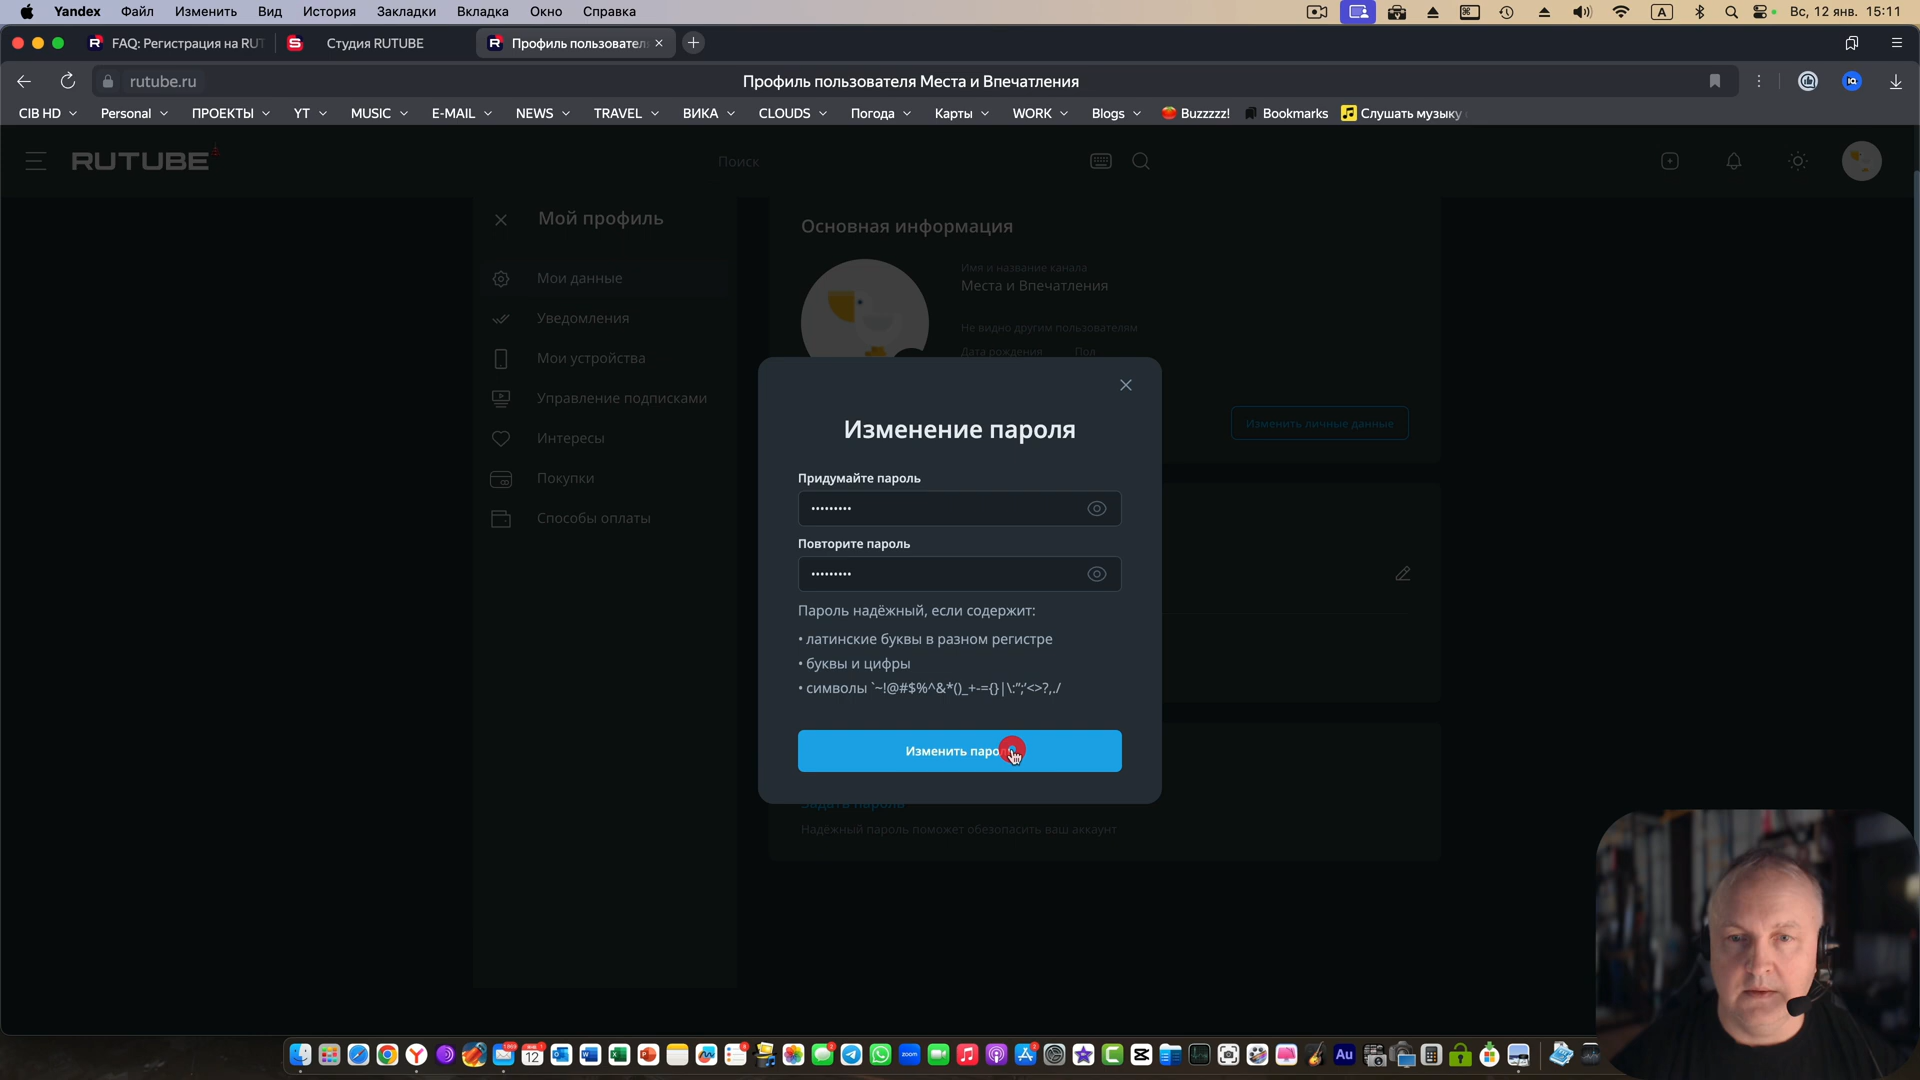 Yandex Файл Изменить Вид История Закладки Вкладка Окно Справка
Вс, 12 янв. 15:11
FAQ: Регистрация на RUT
Студия RUTUBE
Профиль пользовател
rutube.ru
Профиль пользователя Места и Впечатления
CIB HD Personal ПРОЕКТЫ YT MUSIC E-MAIL NEWS TRAVEL ВИКА CLOUDS Погода Карты WORK Blogs Buzzzzz! Bookmarks Слушать музыку
RUTUBE
Поиск
Мой профиль
Мои данные
Уведомления
Мои устройства
Управление подписками
Интересы
Покупки
Способы оплаты
Основная информация
Имя и название канала
Места и Впечатления
Не видно другим пользователям
Дата рождения Пол
Изменить личные данные
Изменение пароля
Придумайте пароль
•••••••••
Повторите пароль
•••••••••
Пароль надёжный, если содержит:
• латинские буквы в разном регистре
• буквы и цифры
• символы `~!@#$%^&*()_+-={}|\:";'<>?,./
Изменить паро
Задать пароль
Надежный пароль поможет обезопасить ваш аккаунт